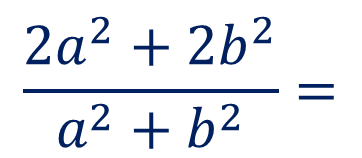 2a² + 2b²
a² + b² =